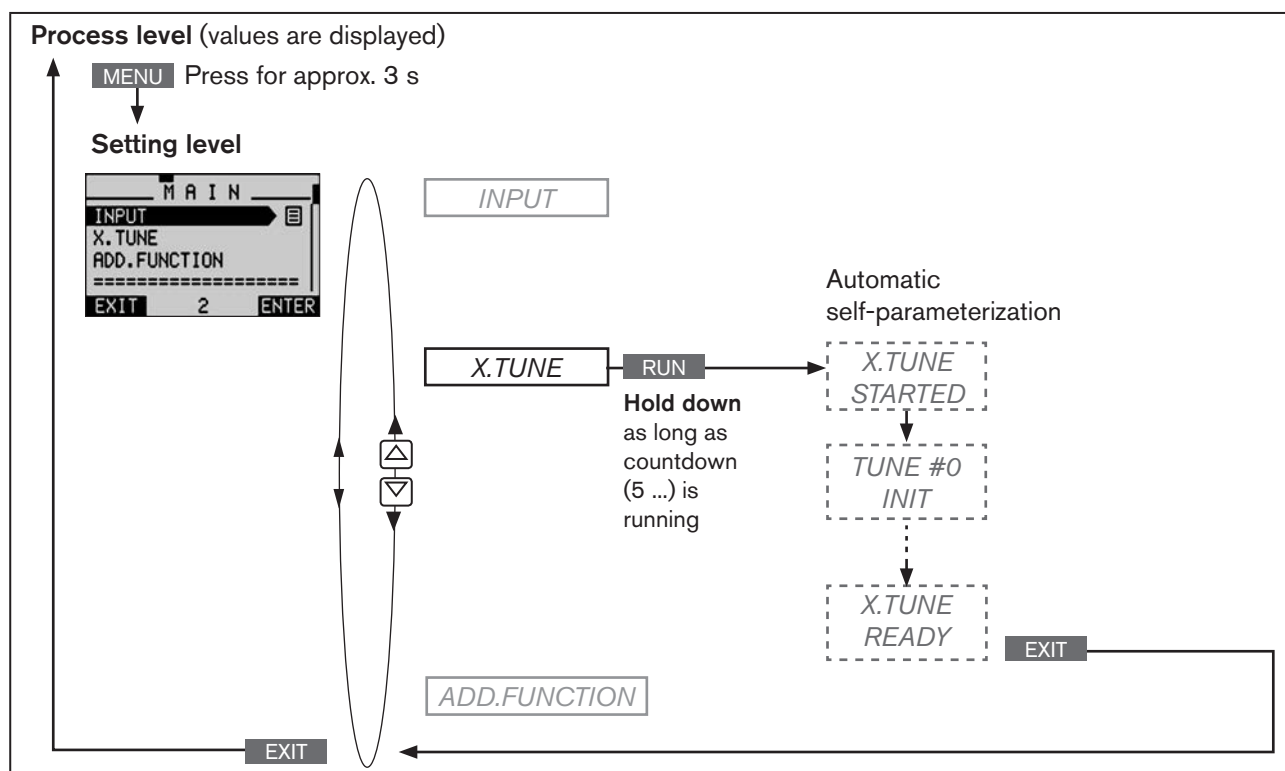 Process level (values are displayed)
MENU Press for approx. 3 s
Setting level
MAIN
INPUT
X.TUNE
ADD.FUNCTION
====================
EXIT 2 ENTER
INPUT
X.TUNE
RUN
Hold down
as long as
countdown
(5 ...) is
running
Automatic
self-parameterization
X.TUNE
STARTED
TUNE #0
INIT
X.TUNE
READY
EXIT
ADD.FUNCTION
EXIT